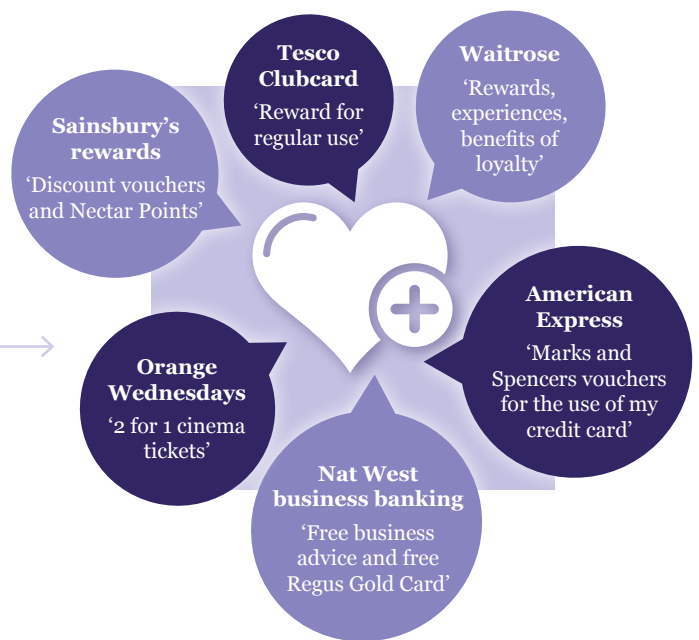 Tesco
Clubcard
‘Reward for
regular use’
Waitrose
‘Rewards,
experiences,
benefits of
loyalty’
Sainsbury’s
rewards
‘Discount vouchers
and Nectar Points’
American
Express
‘Marks and
Spencers vouchers
for the use of my
credit card’
Orange
Wednesdays
‘2 for 1 cinema
tickets’
Nat West
business banking
‘Free business
advice and free
Regus Gold Card’